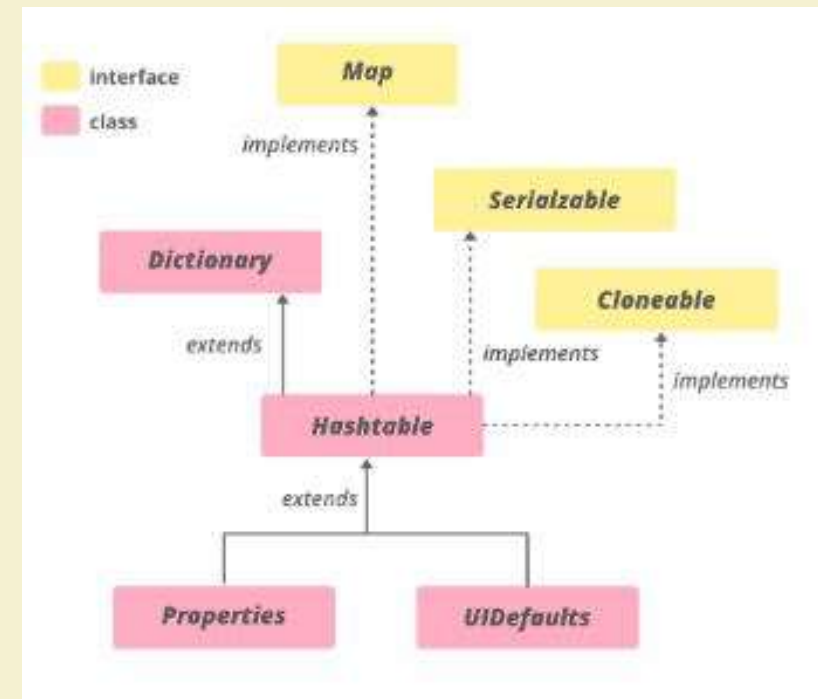 Map
interface
class
implements
Serialzable
Dictionary
Cloneable
extends
implements
implements
Hashtable
extends
Properties
UIDefaults